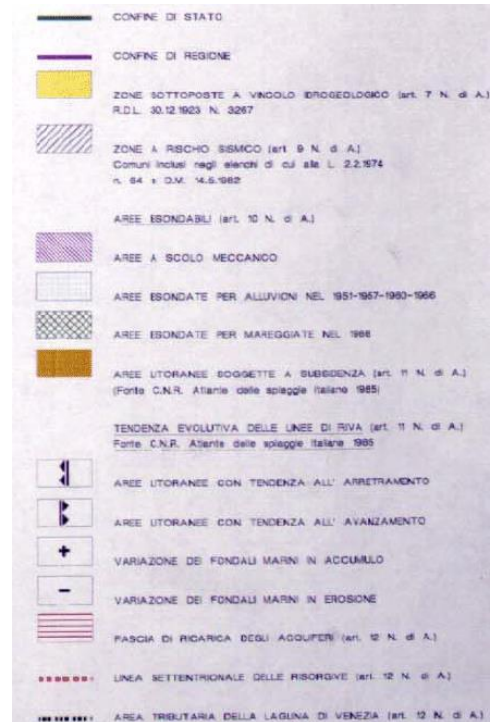 CONFINE DI STATO
CONFINE DI REGIONE
ZONE SOTTOPOSTE A VINCOLO IDROGEOLOGICO (art. 7 N. di A.)
R.D.L. 30.12.1923 N. 3267
ZONE A RISCHIO SISMICO (art. 9 N. di A.)
Comuni inclusi negli elenchi di cui alla L. 2.2.1974
n. 64 e D.M. 14.5.1982
AREE ESONDABILI (art. 10 N. di A.)
AREE A SCOLO MECCANICO
AREE ESONDATE PER ALLUVIONI NEL 1951-1957-1960-1966
AREE ESONDATE PER MAREGGIATE NEL 1966
AREE LITORANEE SOGGETTE A SUBSIDENZA (art. 11 N. di A.)
(Fonte C.N.R. Atlante delle spiagge italiane 1985)
TENDENZA EVOLUTIVA DELLE LINEE DI RIVA (art. 11 N. di A.)
Fonte C.N.R. Atlante delle spiagge italiane 1985
AREE LITORANEE CON TENDENZA ALL' ARRETRAMENTO
AREE LITORANEE CON TENDENZA ALL' AVANZAMENTO
+ VARIAZIONE DEI FONDALI MARINI IN ACCUMULO
- VARIAZIONE DEI FONDALI MARINI IN EROSIONE
FASCIA DI RICARICA DEGLI ACQUIFERI (art. 12 N. di A.)
LINEA SETTENTRIONALE DELLE RISORGIVE (art. 12 N. di A.)
AREA TRIBUTARIA DELLA LAGUNA DI VENEZIA (art. 12 N. di A.)